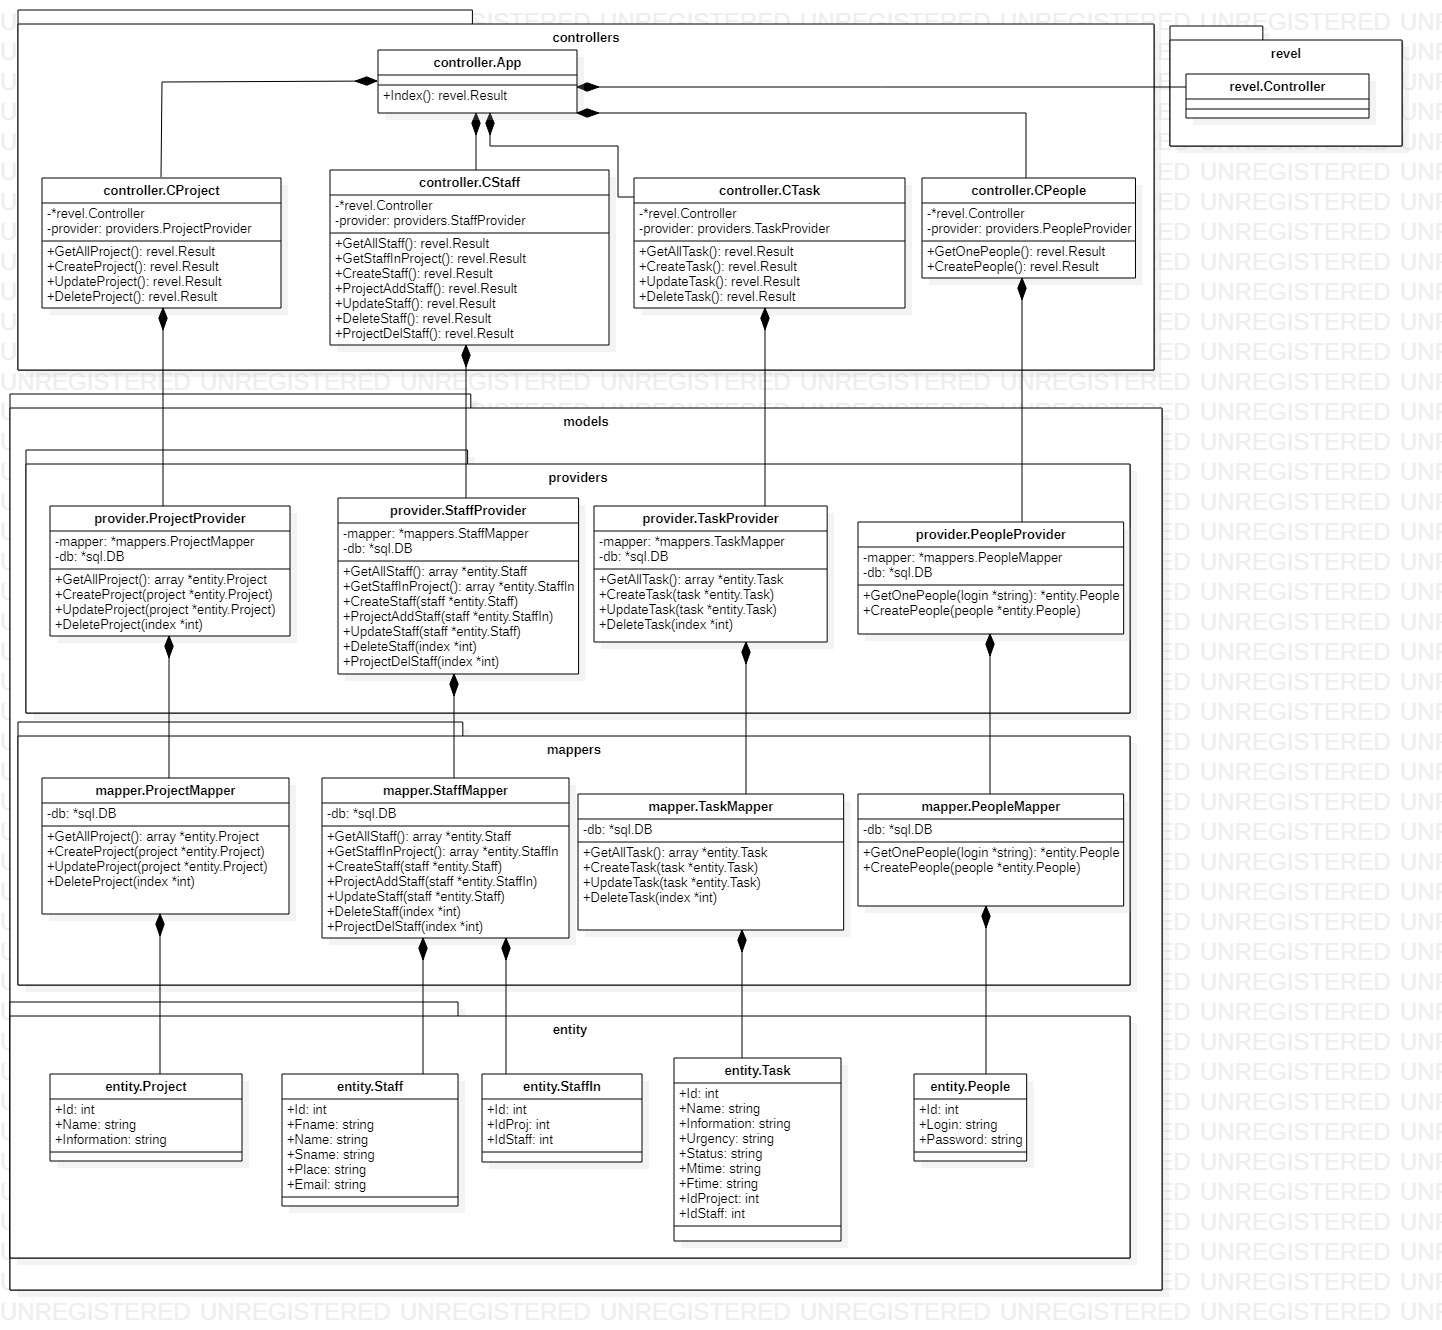 controllers
controller.App
+Index(): revel.Result
revel
revel.Controller
controller.CProject
-*revel.Controller
-provider: providers.ProjectProvider
+GetAllProject(): revel.Result
+CreateProject(): revel.Result
+UpdateProject(): revel.Result
+DeleteProject(): revel.Result
controller.CStaff
-*revel.Controller
-provider: providers.StaffProvider
+GetAllStaff(): revel.Result
+GetStaffInProject(): revel.Result
+CreateStaff(): revel.Result
+ProjectAddStaff(): revel.Result
+UpdateStaff(): revel.Result
+DeleteStaff(): revel.Result
+ProjectDelStaff(): revel.Result
controller.CTask
-*revel.Controller
-provider: providers.TaskProvider
+GetAllTask(): revel.Result
+CreateTask(): revel.Result
+UpdateTask(): revel.Result
+DeleteTask(): revel.Result
controller.CPeople
-*revel.Controller
-provider: providers.PeopleProvider
+GetOnePeople(): revel.Result
+CreatePeople(): revel.Result
models
providers
provider.ProjectProvider
-mapper: *mappers.ProjectMapper
-db: *sql.DB
+GetAllProject(): array *entity.Project
+CreateProject(project *entity.Project)
+UpdateProject(project *entity.Project)
+DeleteProject(index *int)
provider.StaffProvider
-mapper: *mappers.StaffMapper
-db: *sql.DB
+GetAllStaff(): array *entity.Staff
+GetStaffInProject(): array *entity.StaffIn
+CreateStaff(staff *entity.Staff)
+ProjectAddStaff(staff *entity.StaffIn)
+UpdateStaff(staff *entity.Staff)
+DeleteStaff(index *int)
+ProjectDelStaff(index *int)
provider.TaskProvider
-mapper: *mappers.TaskMapper
-db: *sql.DB
+GetAllTask(): array *entity.Task
+CreateTask(task *entity.Task)
+UpdateTask(task *entity.Task)
+DeleteTask(index *int)
provider.PeopleProvider
-mapper: *mappers.PeopleMapper
-db: *sql.DB
+GetOnePeople(login *string): *entity.People
+CreatePeople(people *entity.People)
mappers
mapper.ProjectMapper
-db: *sql.DB
+GetAllProject(): array *entity.Project
+CreateProject(project *entity.Project)
+UpdateProject(project *entity.Project)
+DeleteProject(index *int)
mapper.StaffMapper
-db: *sql.DB
+GetAllStaff(): array *entity.Staff
+GetStaffInProject(): array *entity.StaffIn
+CreateStaff(staff *entity.Staff)
+ProjectAddStaff(staff *entity.StaffIn)
+UpdateStaff(staff *entity.Staff)
+DeleteStaff(index *int)
+ProjectDelStaff(index *int)
mapper.TaskMapper
-db: *sql.DB
+GetAllTask(): array *entity.Task
+CreateTask(task *entity.Task)
+UpdateTask(task *entity.Task)
+DeleteTask(index *int)
mapper.PeopleMapper
-db: *sql.DB
+GetOnePeople(login *string): *entity.People
+CreatePeople(people *entity.People)
entity
entity.Project
+Id: int
+Name: string
+Information: string
entity.Staff
+Id: int
+Fname: string
+Name: string
+Sname: string
+Place: string
+Email: string
entity.StaffIn
+Id: int
+IdProj: int
+IdStaff: int
entity.Task
+Id: int
+Name: string
+Information: string
+Urgency: string
+Status: string
+Mtime: string
+Ftime: string
+IdProject: int
+IdStaff: int
entity.People
+Id: int
+Login: string
+Password: string
UNREGISTERED UNREGISTERED UNREGISTERED UNREGISTERED UNREGISTERED UNREGISTERED UNREGISTERED